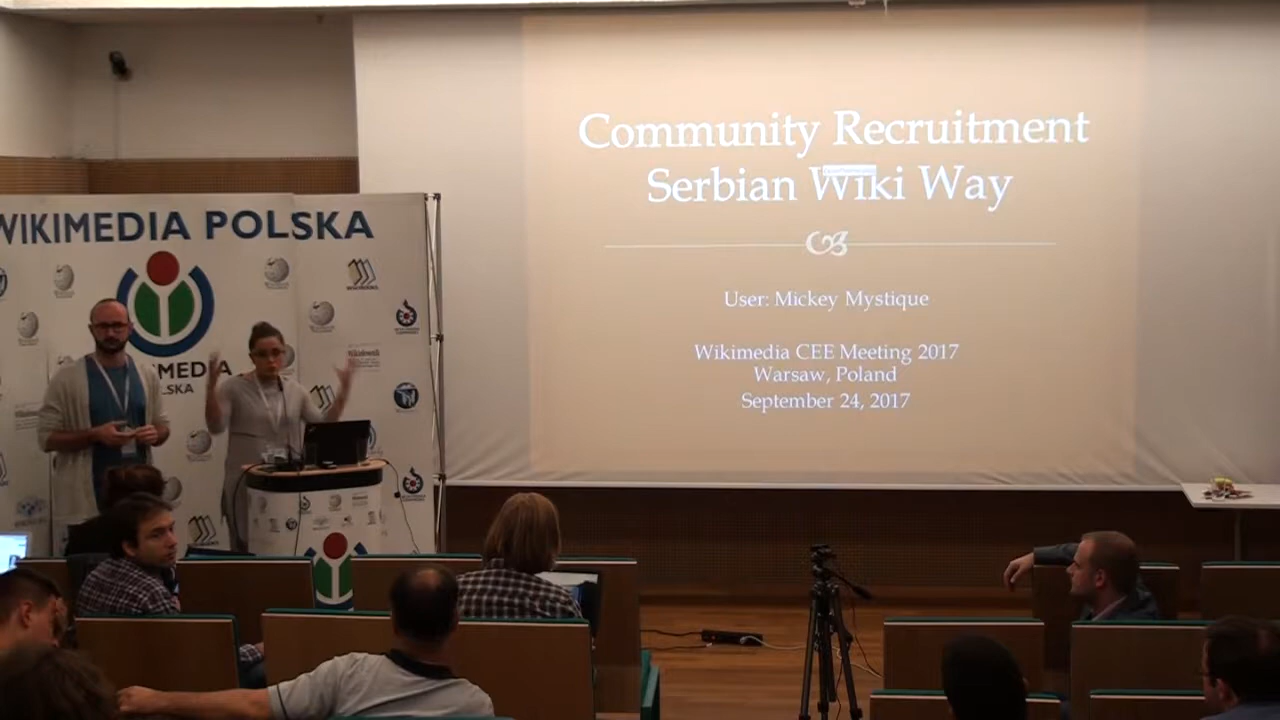 WIKIMEDIA POLSKA
Community Recruitment
Serbian Wiki Way
User: Mickey Mystique
Wikimedia CEE Meeting 2017
Warsaw, Poland
September 24, 2017